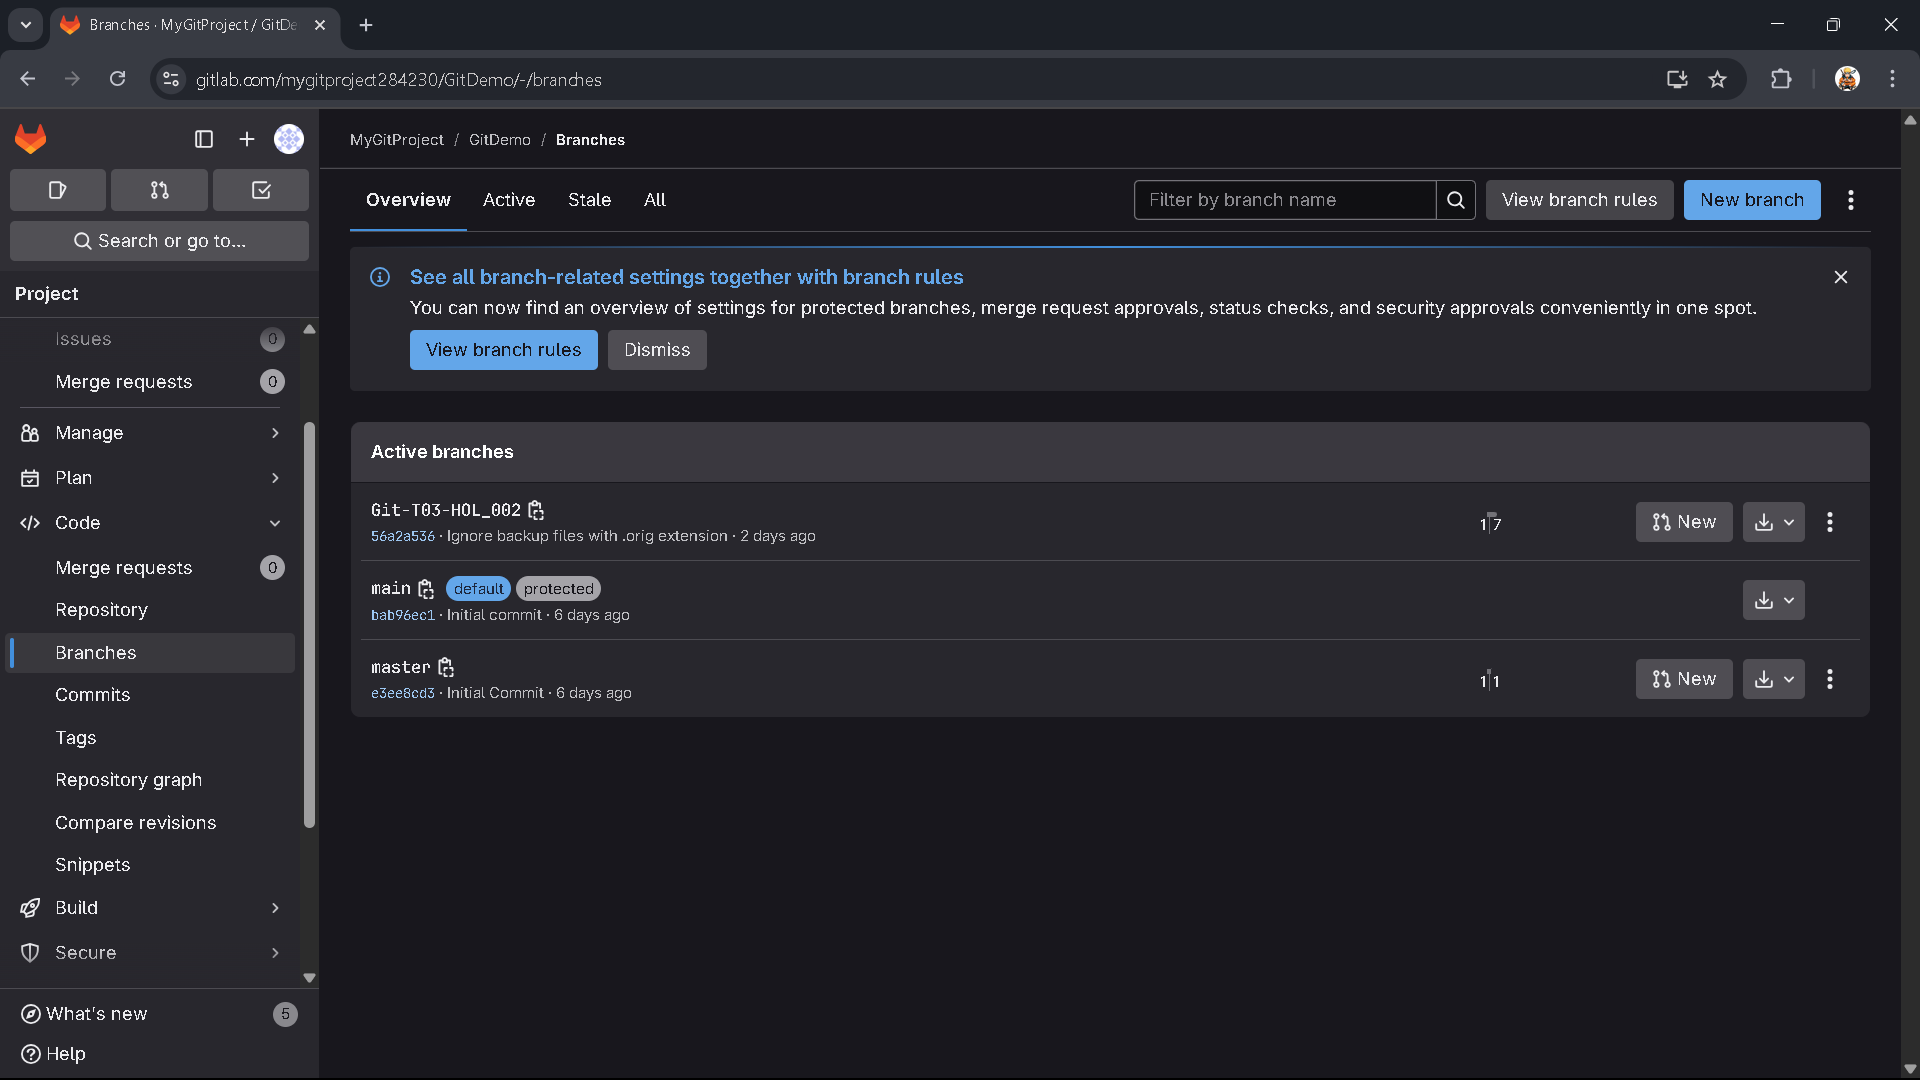 Branches · MyGitProject / GitDe
gitlab.com/mygitproject284230/GitDemo/-/branches
MyGitProject / GitDemo / Branches
Search or go to...
Project
Issues 0
Merge requests 0
Manage
Plan
Code
Merge requests 0
Repository
Branches
Commits
Tags
Repository graph
Compare revisions
Snippets
Build
Secure
What's new 5
Help
Overview Active Stale All Filter by branch name View branch rules New branch
See all branch-related settings together with branch rules
You can now find an overview of settings for protected branches, merge request approvals, status checks, and security approvals conveniently in one spot.
View branch rules Dismiss
Active branches
Git-T03-HOL_002
56a2a536 · Ignore backup files with .orig extension · 2 days ago
1 7 New
main default protected
bab96ec1 · Initial commit · 6 days ago
master
e3ee8cd3 · Initial Commit · 6 days ago
1 1 New